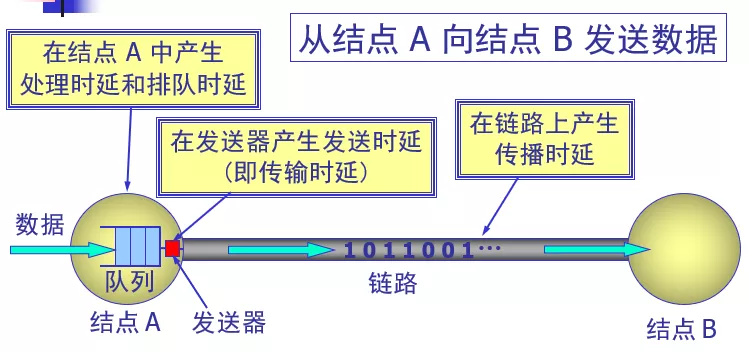 从结点 A 向结点 B 发送数据
在结点 A 中产生
处理时延和排队时延
在发送器产生发送时延
(即传输时延)
在链路上产生
传播时延
数据
1011001…
队列
链路
结点A
发送器
结点 B